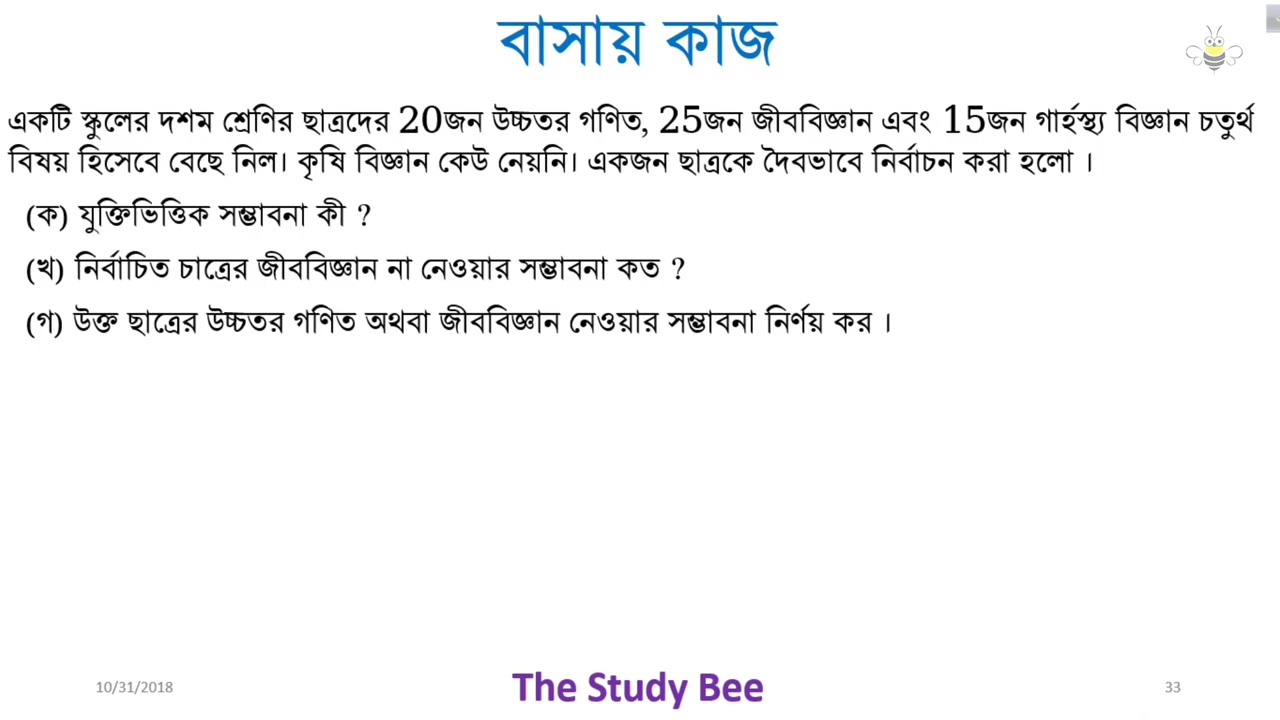 বাসায় কাজ
একটি স্কুলের দশম শ্রেণির ছাত্রদের 20জন উচ্চতর গণিত, 25জন জীববিজ্ঞান এবং 15জন গার্হস্থ্য বিজ্ঞান চতুর্থ
বিষয় হিসেবে বেছে নিল। কৃষি বিজ্ঞান কেউ নেয়নি। একজন ছাত্রকে দৈবভাবে নির্বাচন করা হলো ।
(ক) যুক্তিভিত্তিক সম্ভাবনা কী ?
(খ) নির্বাচিত চাত্রের জীববিজ্ঞান না নেওয়ার সম্ভাবনা কত ?
(গ) উক্ত ছাত্রের উচ্চতর গণিত অথবা জীববিজ্ঞান নেওয়ার সম্ভাবনা নির্ণয় কর ।
10/31/2018
The Study Bee
33